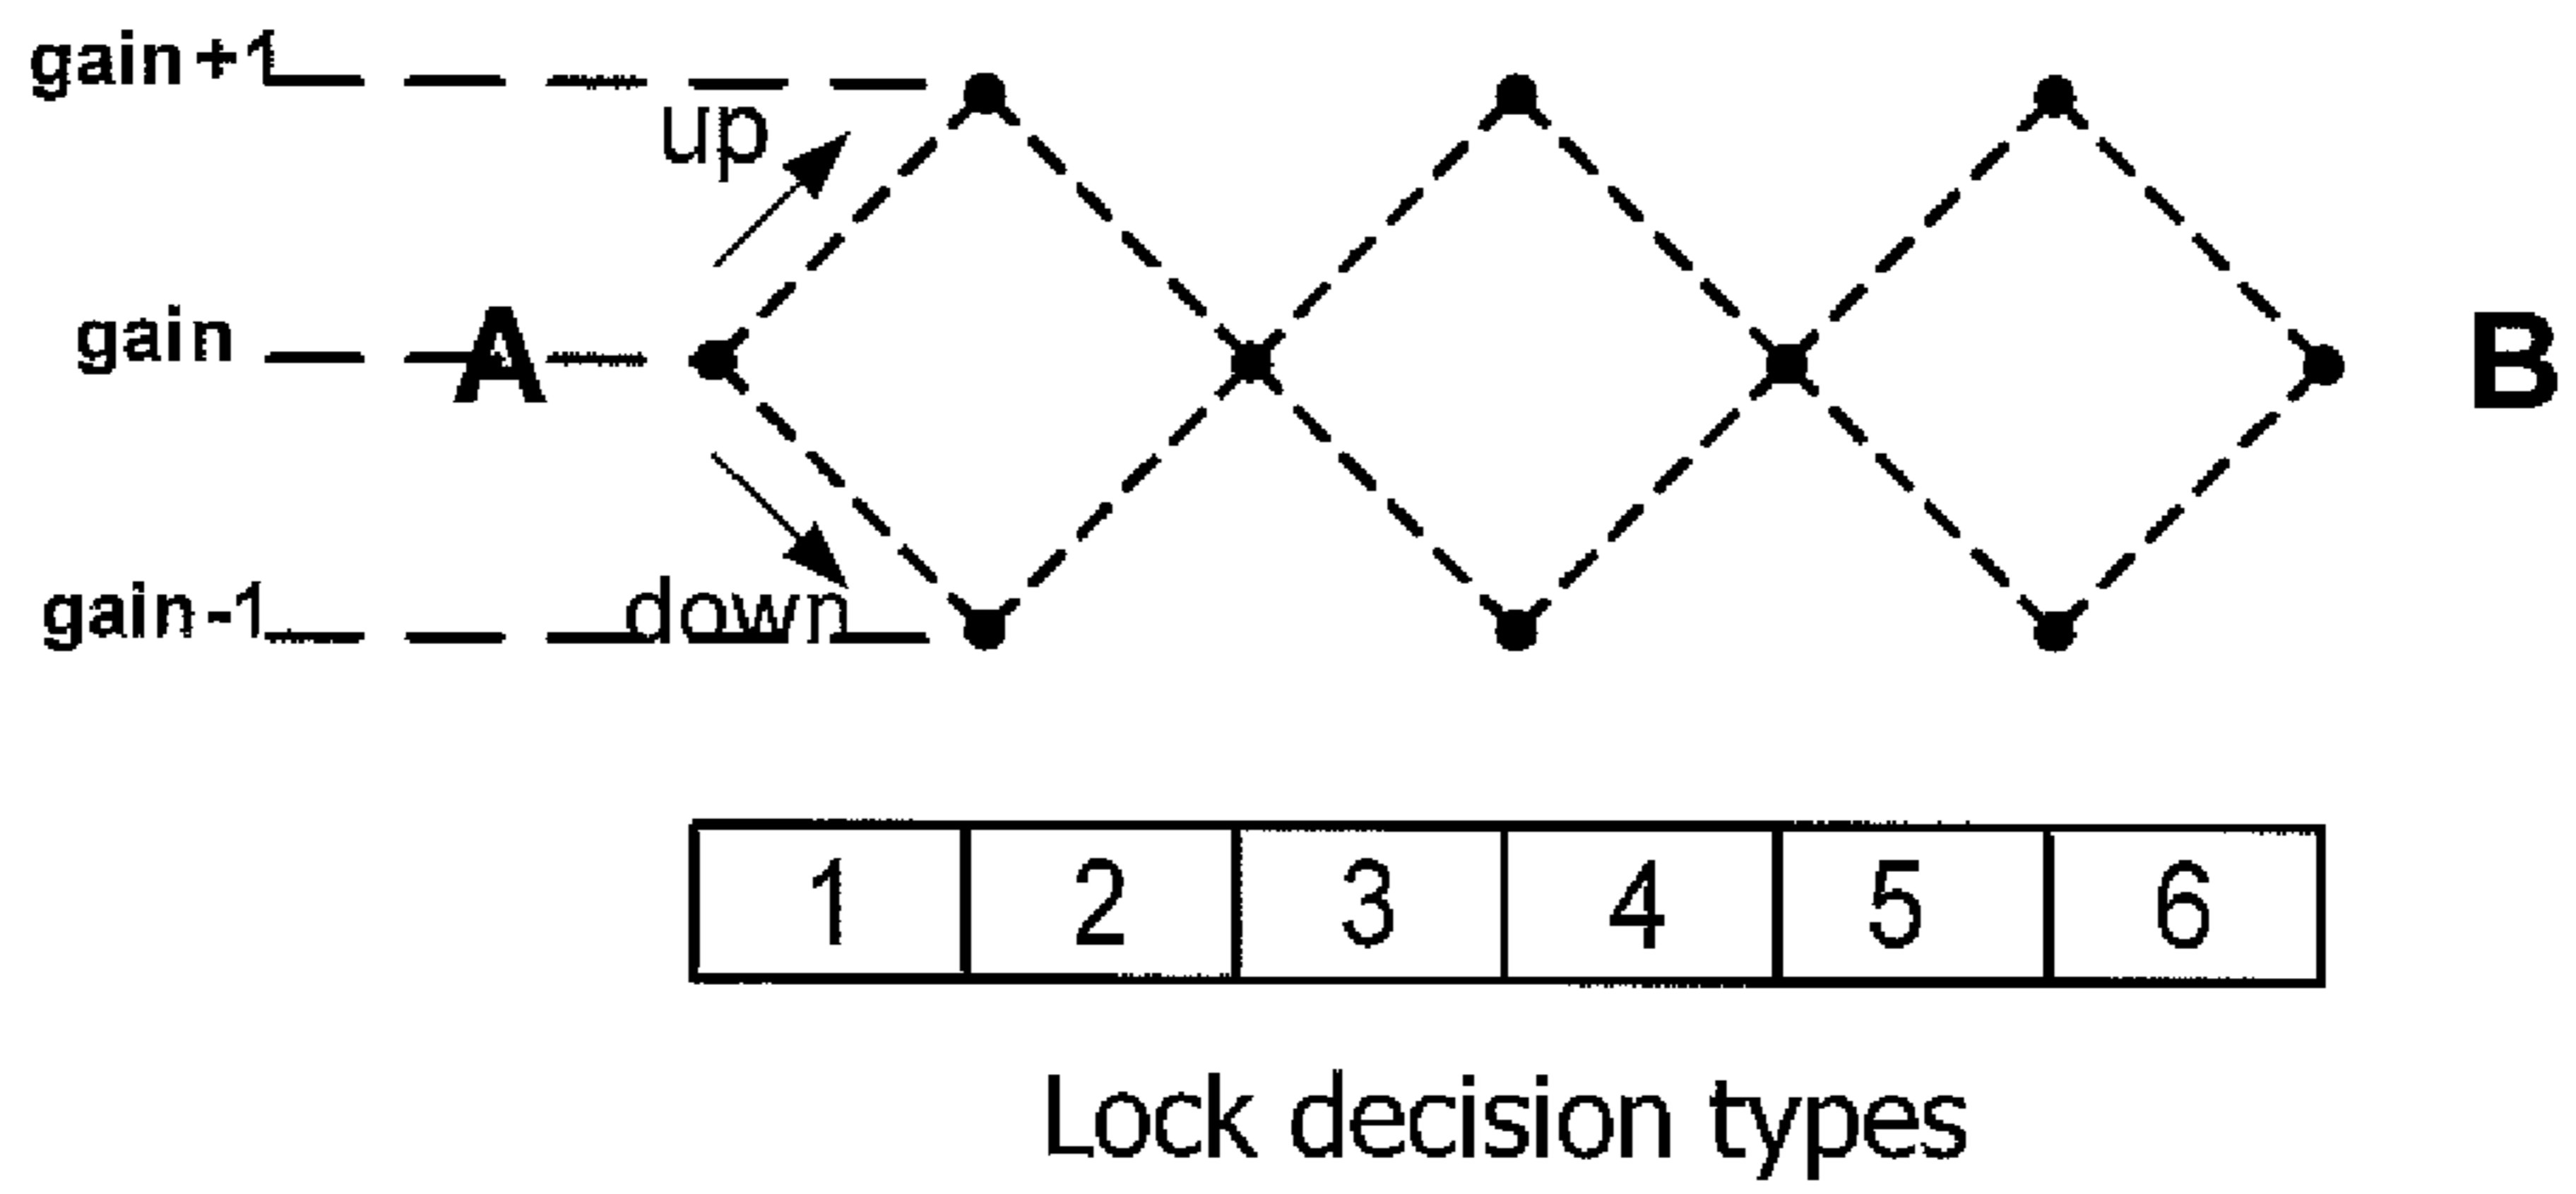 gain+1
up
gain
A
B
down
gain-1
1 2 3 4 5 6
Lock decision types